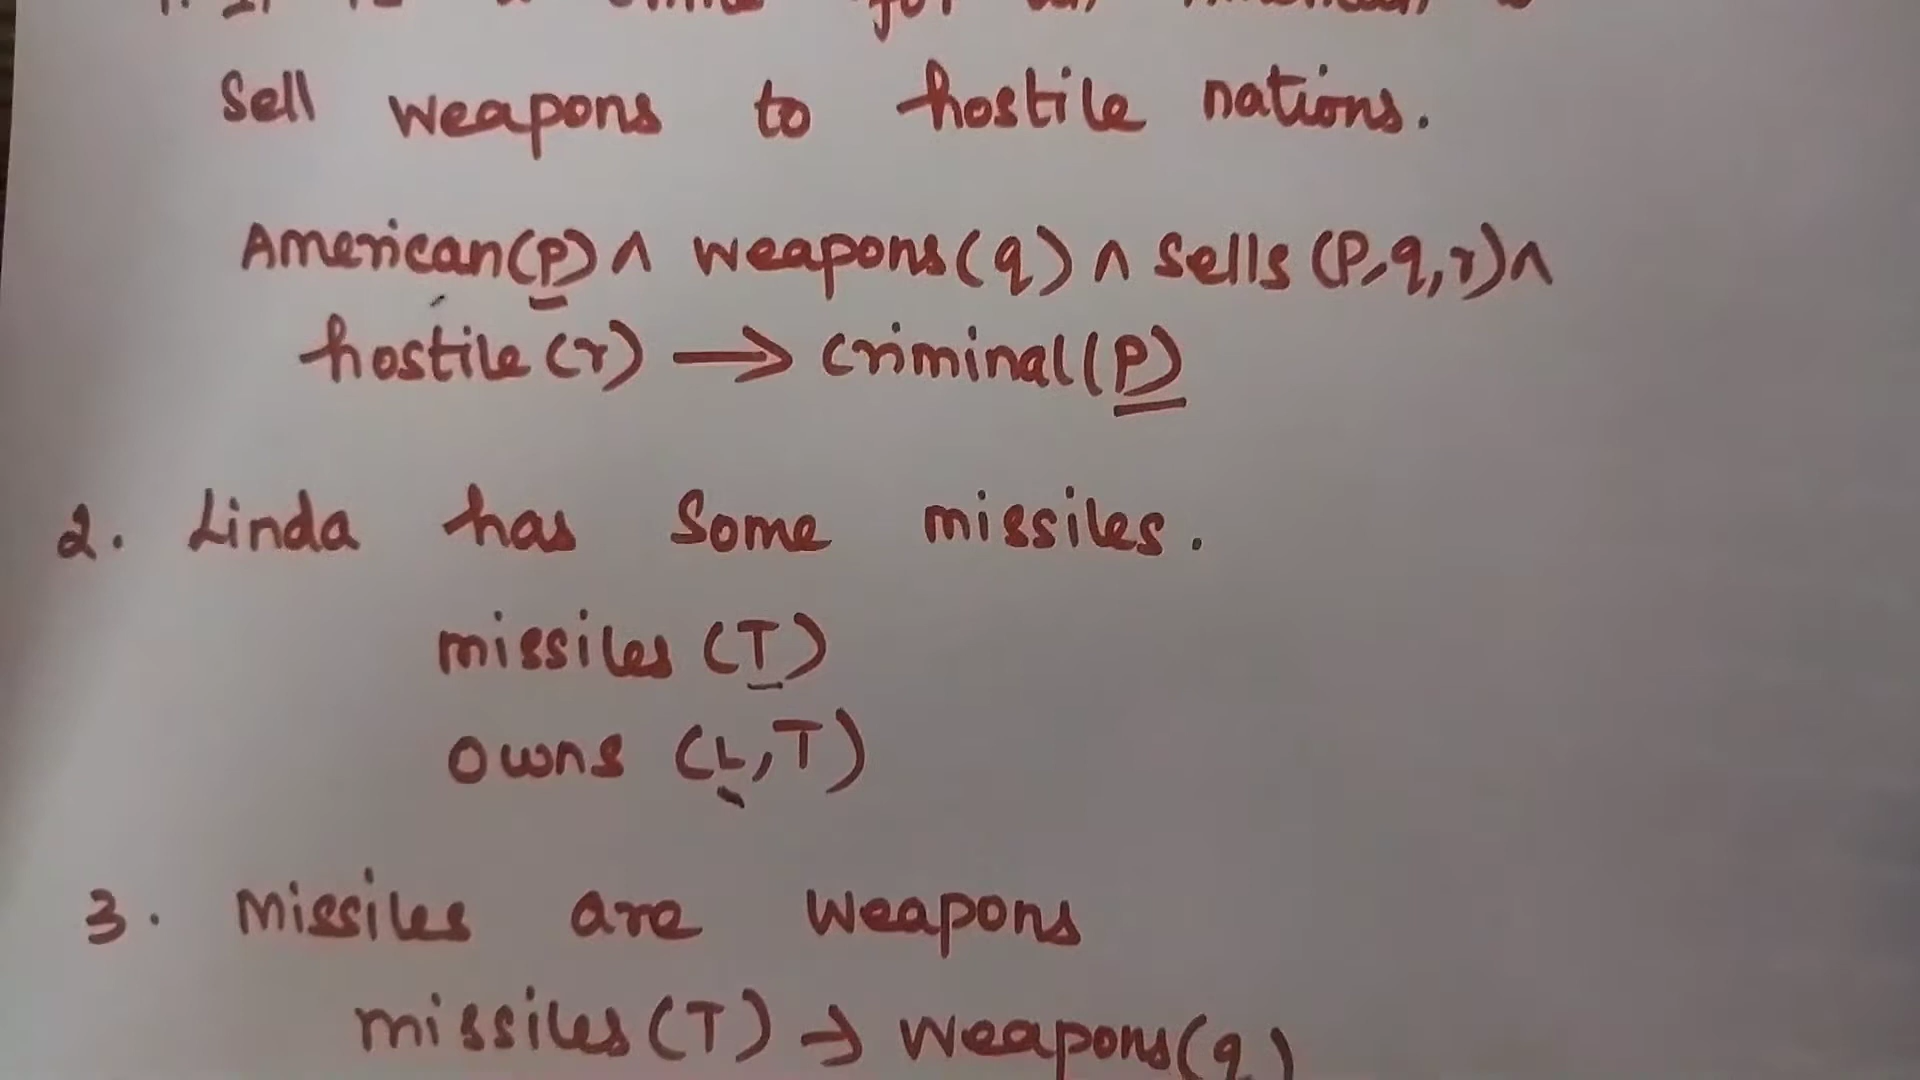 Sell weapons to hostile nations.
American(P) ∧ weapons(q) ∧ Sells (P,q,r) ∧
hostile(r) → criminal(P)
2. Linda has Some missiles.
missiles (T)
owns (L,T)
3. Missiles are weapons
missiles(T) → weapons(q)